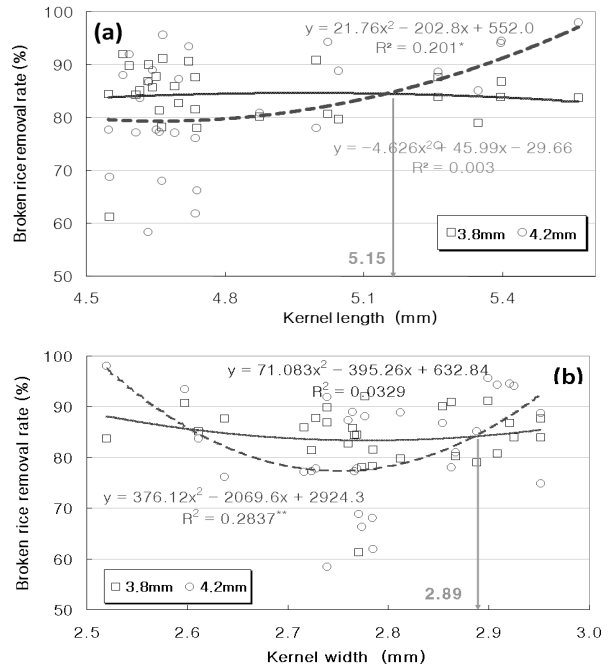 (a)
y = 21.76x² − 202.8x + 552.0
R² = 0.201*
y = −4.626x² + 45.99x − 29.66
R² = 0.003
□ 3.8mm ○ 4.2mm
5.15
Broken rice removal rate (%)
100
90
80
70
60
50
4.5 4.8 5.1 5.4
Kernel length (mm)
(b)
y = 71.083x² − 395.26x + 632.84
R² = 0.0329
y = 376.12x² − 2069.6x + 2924.3
R² = 0.2837**
□ 3.8mm ○ 4.2mm
2.89
Broken rice removal rate (%)
100
90
80
70
60
50
2.5 2.6 2.7 2.8 2.9 3.0
Kernel width (mm)